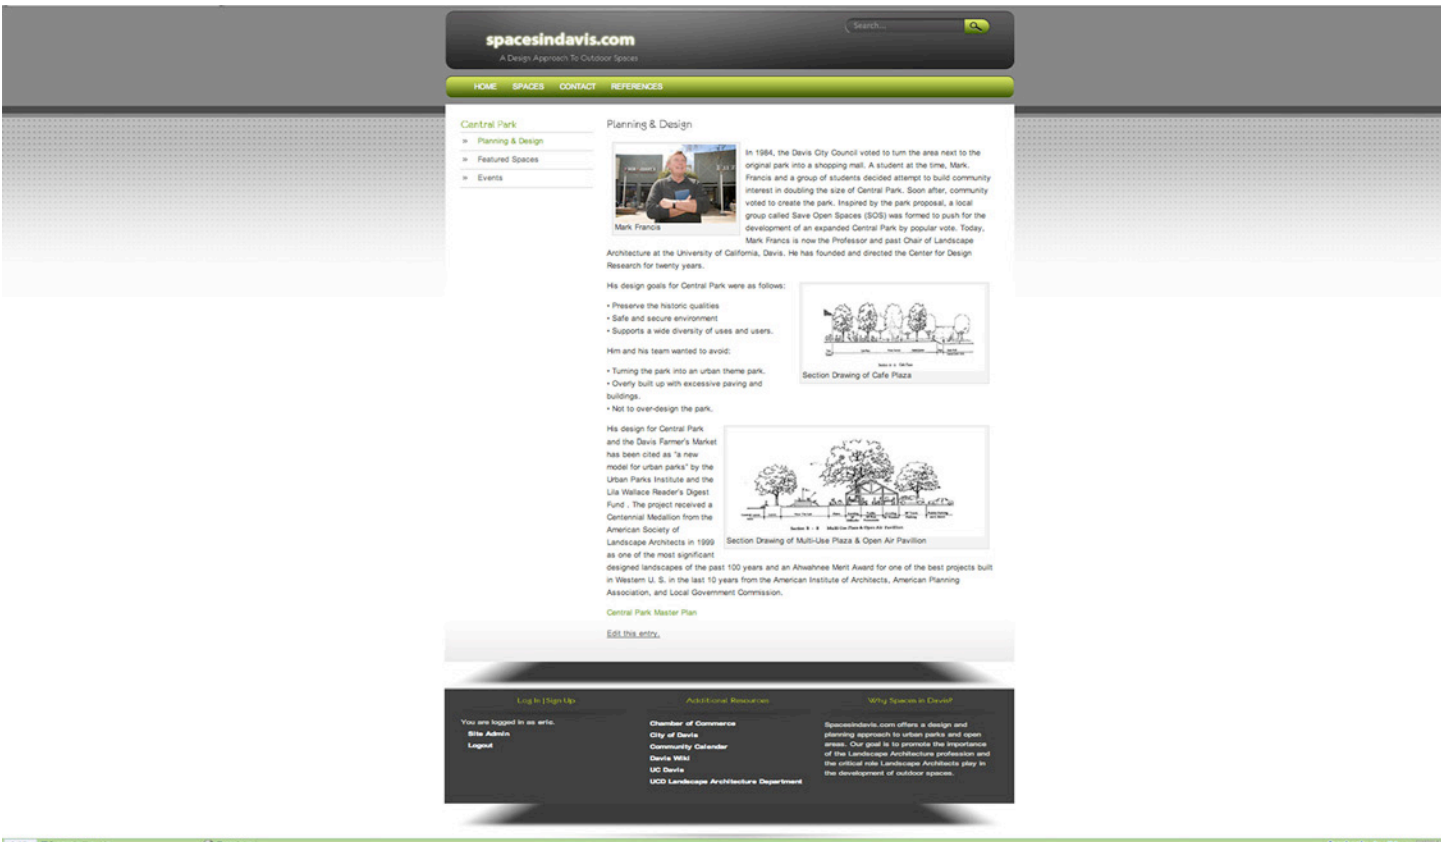 spacesindavis.com
A Design Approach To Outdoor Spaces
Search...
HOME SPACES CONTACT REFERENCES
Central Park
» Planning & Design
» Featured Spaces
» Events
Planning & Design
Mark Francis
In 1984, the Davis City Council voted to turn the area next to the
original park into a shopping mall. A student at the time, Mark.
Francis and a group of students decided attempt to build community
interest in doubling the size of Central Park. Soon after, community
voted to create the park. Inspired by the park proposal, a local
group called Save Open Spaces (SOS) was formed to push for the
development of an expanded Central Park by popular vote. Today,
Mark Francs is now the Professor and past Chair of Landscape
Architecture at the University of California, Davis. He has founded and directed the Center for Design
Research for twenty years.
His design goals for Central Park were as follows:
• Preserve the historic qualities
• Safe and secure environment
• Supports a wide diversity of uses and users.
Him and his team wanted to avoid:
• Turning the park into an urban theme park.
• Overly built up with excessive paving and
buildings.
• Not to over-design the park.
Section Drawing of Cafe Plaza
His design for Central Park
and the Davis Farmer's Market
has been cited as "a new
model for urban parks" by the
Urban Parks Institute and the
Lila Wallace Reader's Digest
Fund . The project received a
Centennial Medallion from the
American Society of
Landscape Architects in 1999
as one of the most significant
designed landscapes of the past 100 years and an Ahwahnee Merit Award for one of the best projects built
in Western U. S. in the last 10 years from the American Institute of Architects, American Planning
Association, and Local Government Commission.
Section B - B Multi-Use Plaza & Open Air Pavilion
Section Drawing of Multi-Use Plaza & Open Air Pavillion
Central Park Master Plan
Edit this entry.
Log In | Sign Up
You are logged in as eric.
Site Admin
Logout
Additional Resources
Chamber of Commerce
City of Davis
Community Calendar
Davis Wiki
UC Davis
UCD Landscape Architecture Department
Why Spaces in Davis?
Spacesindavis.com offers a design and
planning approach to urban parks and open
areas. Our goal is to promote the importance
of the Landscape Architecture profession and
the critical role Landscape Architects play in
the development of outdoor spaces.